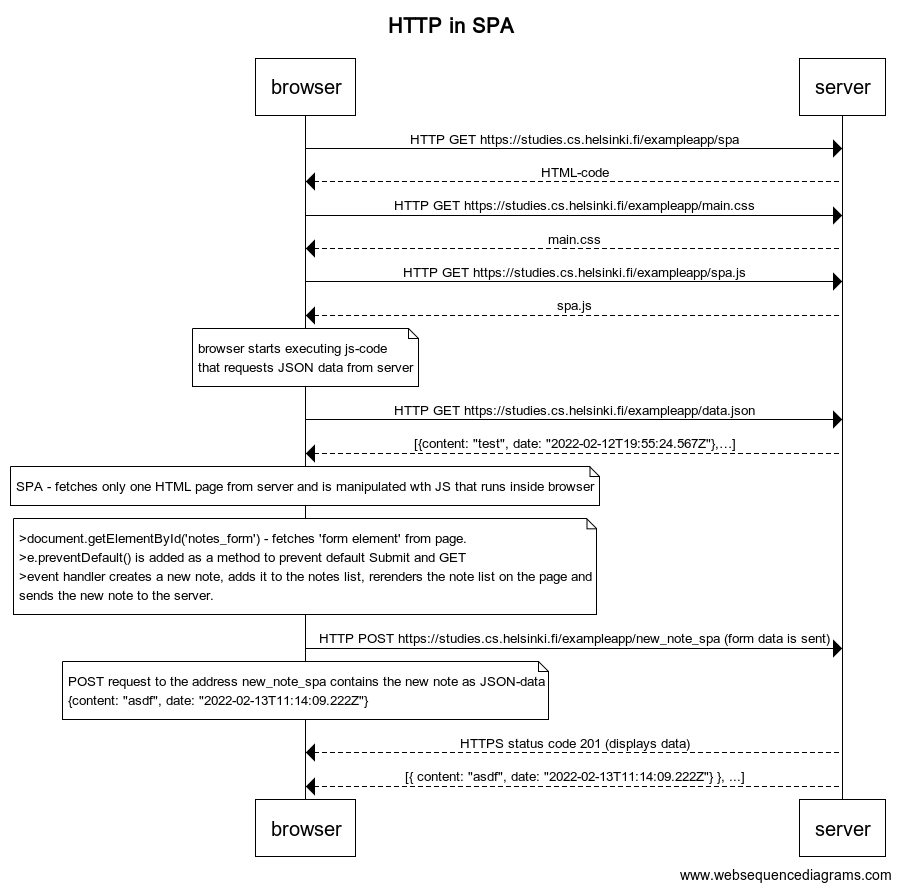 HTTP in SPA
browser
server
HTTP GET https://studies.cs.helsinki.fi/exampleapp/spa
HTML-code
HTTP GET https://studies.cs.helsinki.fi/exampleapp/main.css
main.css
HTTP GET https://studies.cs.helsinki.fi/exampleapp/spa.js
spa.js
browser starts executing js-code
that requests JSON data from server
HTTP GET https://studies.cs.helsinki.fi/exampleapp/data.json
[{content: "test", date: "2022-02-12T19:55:24.567Z"},…]
SPA - fetches only one HTML page from server and is manipulated wth JS that runs inside browser
>document.getElementById('notes_form') - fetches 'form element' from page.
>e.preventDefault() is added as a method to prevent default Submit and GET
>event handler creates a new note, adds it to the notes list, rerenders the note list on the page and
sends the new note to the server.
HTTP POST https://studies.cs.helsinki.fi/exampleapp/new_note_spa (form data is sent)
POST request to the address new_note_spa contains the new note as JSON-data
{content: "asdf", date: "2022-02-13T11:14:09.222Z"}
HTTPS status code 201 (displays data)
[{ content: "asdf", date: "2022-02-13T11:14:09.222Z"} }, ...]
browser
server
www.websequencediagrams.com